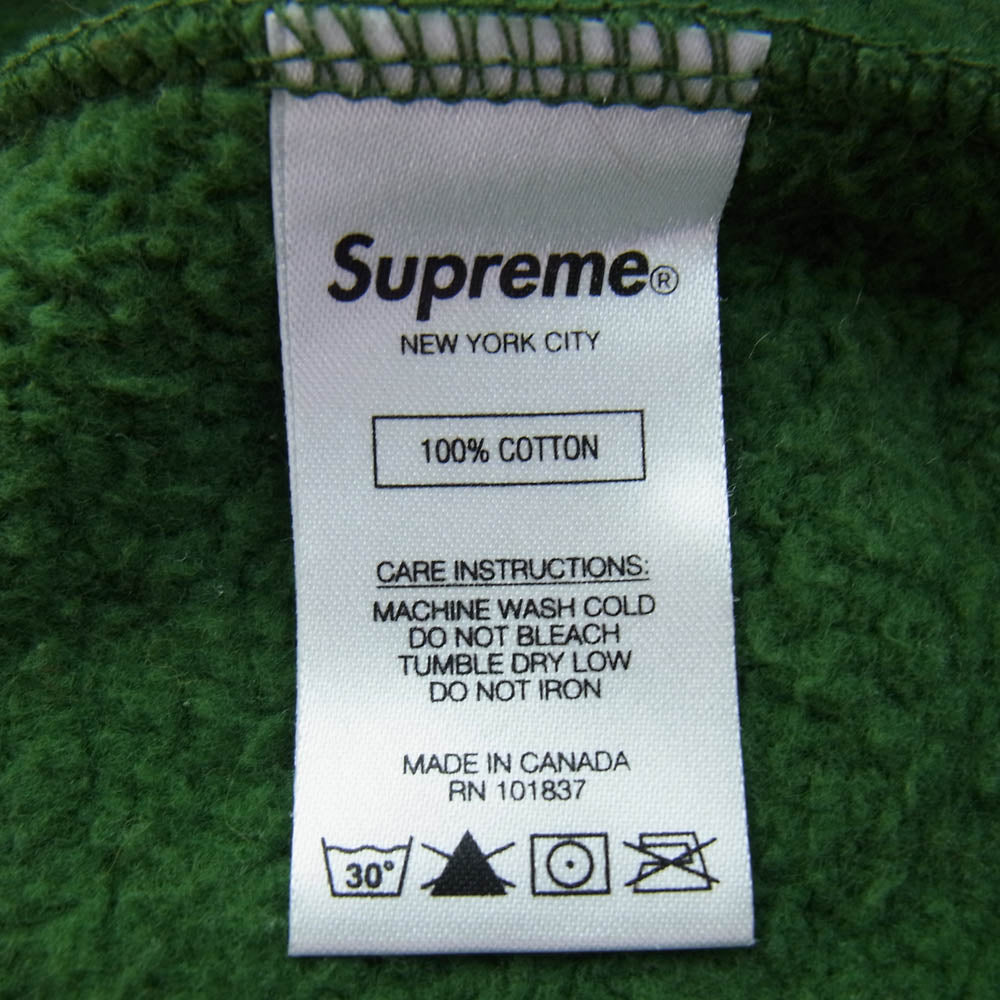 Supreme®
NEW YORK CITY
100% COTTON
CARE INSTRUCTIONS:
MACHINE WASH COLD
DO NOT BLEACH
TUMBLE DRY LOW
DO NOT IRON
MADE IN CANADA
RN 101837
30°